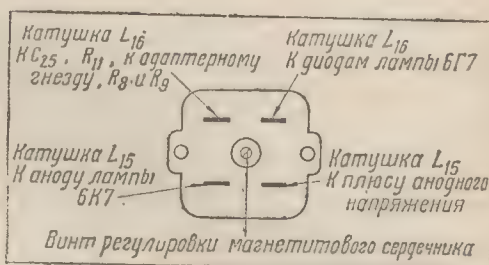 Катушка L₁₆
К C₂₅, R₁₁, к адаптерному
гнезду, R₈ и R₉
Катушка L₁₆
К диодам лампы 6Г7
Катушка L₁₅
К аноду лампы
6К7
Катушка L₁₅
К плюсу анодного
напряжения
Винт регулировки магнетитового сердечника